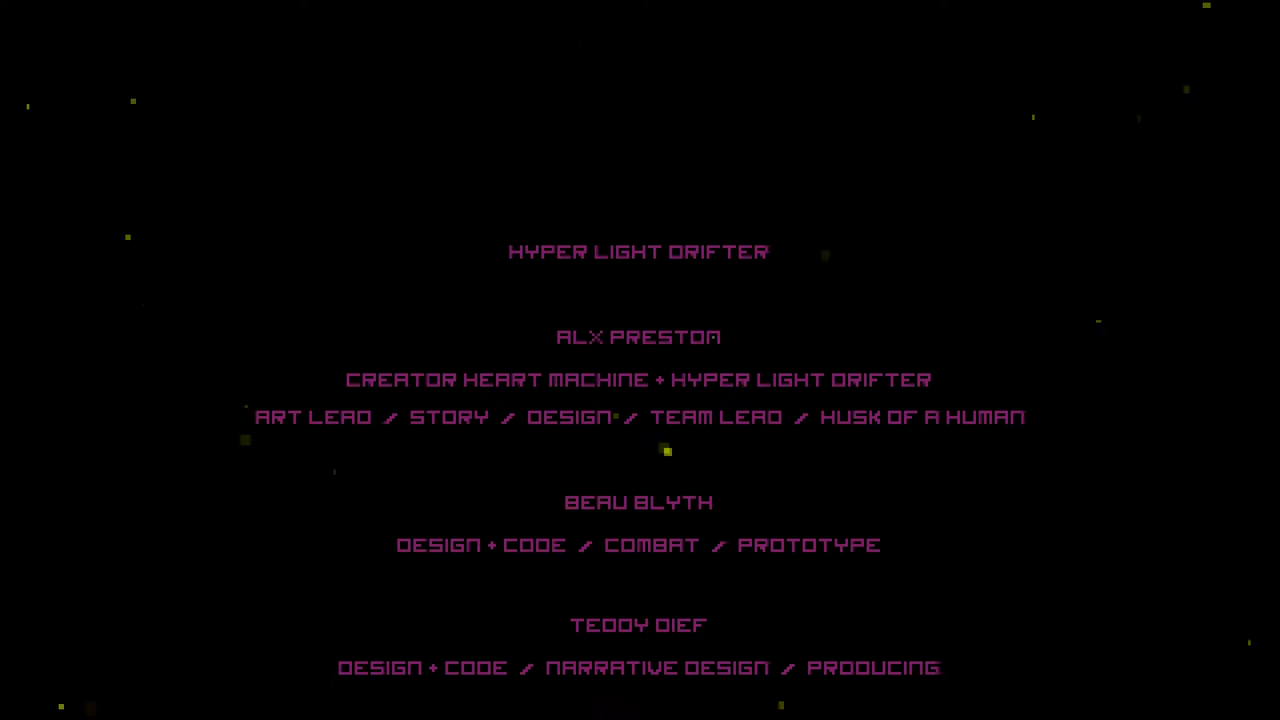 HYPER LIGHT DRIFTER
ALX PRESTON
CREATOR HEART MACHINE + HYPER LIGHT DRIFTER
ART LEAD / STORY / DESIGN / TEAM LEAD / HUSK OF A HUMAN
BEAU BLYTH
DESIGN + CODE / COMBAT / PROTOTYPE
TEDDY DIEF
DESIGN + CODE / NARRATIVE DESIGN / PRODUCING